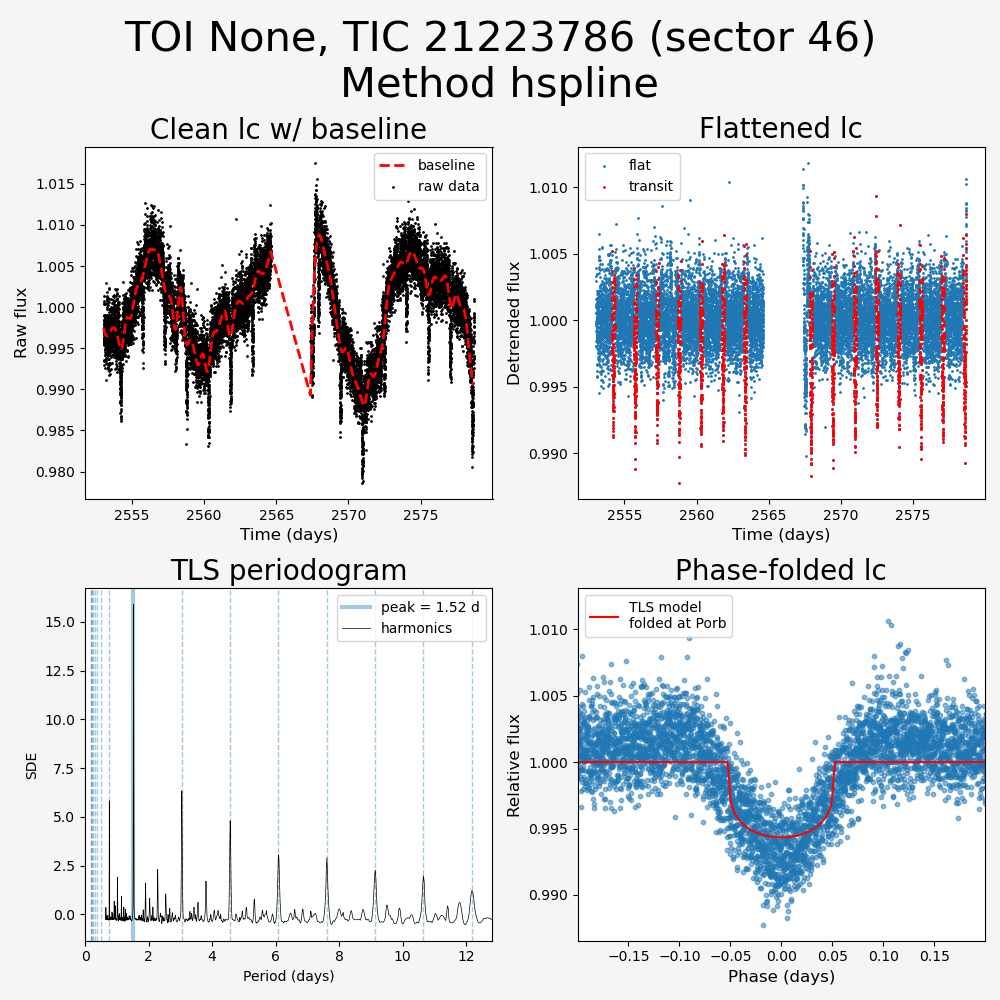 TOI None, TIC 21223786 (sector 46)
Method hspline
Clean lc w/ baseline
Raw flux
1.015
1.010
1.005
1.000
0.995
0.990
0.985
0.980
baseline
raw data
2555 2560 2565 2570 2575
Time (days)
Flattened lc
Detrended flux
1.010
1.005
1.000
0.995
0.990
flat
transit
2555 2560 2565 2570 2575
Time (days)
TLS periodogram
SDE
15.0
12.5
10.0
7.5
5.0
2.5
0.0
peak = 1.52 d
harmonics
0 2 4 6 8 10 12
Period (days)
Phase-folded lc
Relative flux
1.010
1.005
1.000
0.995
0.990
TLS model
folded at Porb
−0.15 −0.10 −0.05 0.00 0.05 0.10 0.15
Phase (days)